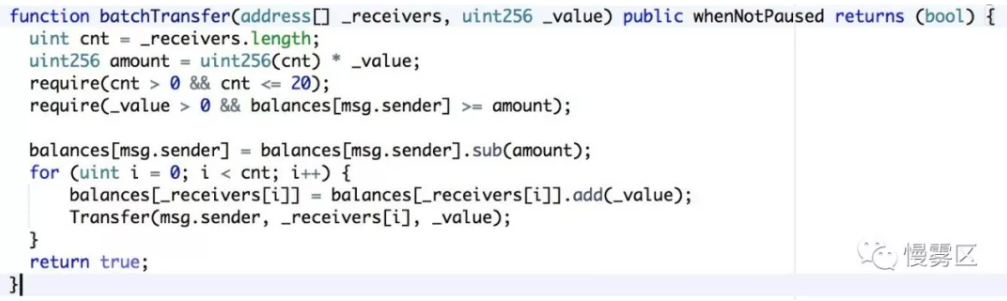 function batchTransfer(address[] _receivers, uint256 _value) public whenNotPaused returns (bool) {
  uint cnt = _receivers.length;
  uint256 amount = uint256(cnt) * _value;
  require(cnt > 0 && cnt <= 20);
  require(_value > 0 && balances[msg.sender] >= amount);

  balances[msg.sender] = balances[msg.sender].sub(amount);
  for (uint i = 0; i < cnt; i++) {
      balances[_receivers[i]] = balances[_receivers[i]].add(_value);
      Transfer(msg.sender, _receivers[i], _value);
  }
  return true;
}
慢雾区